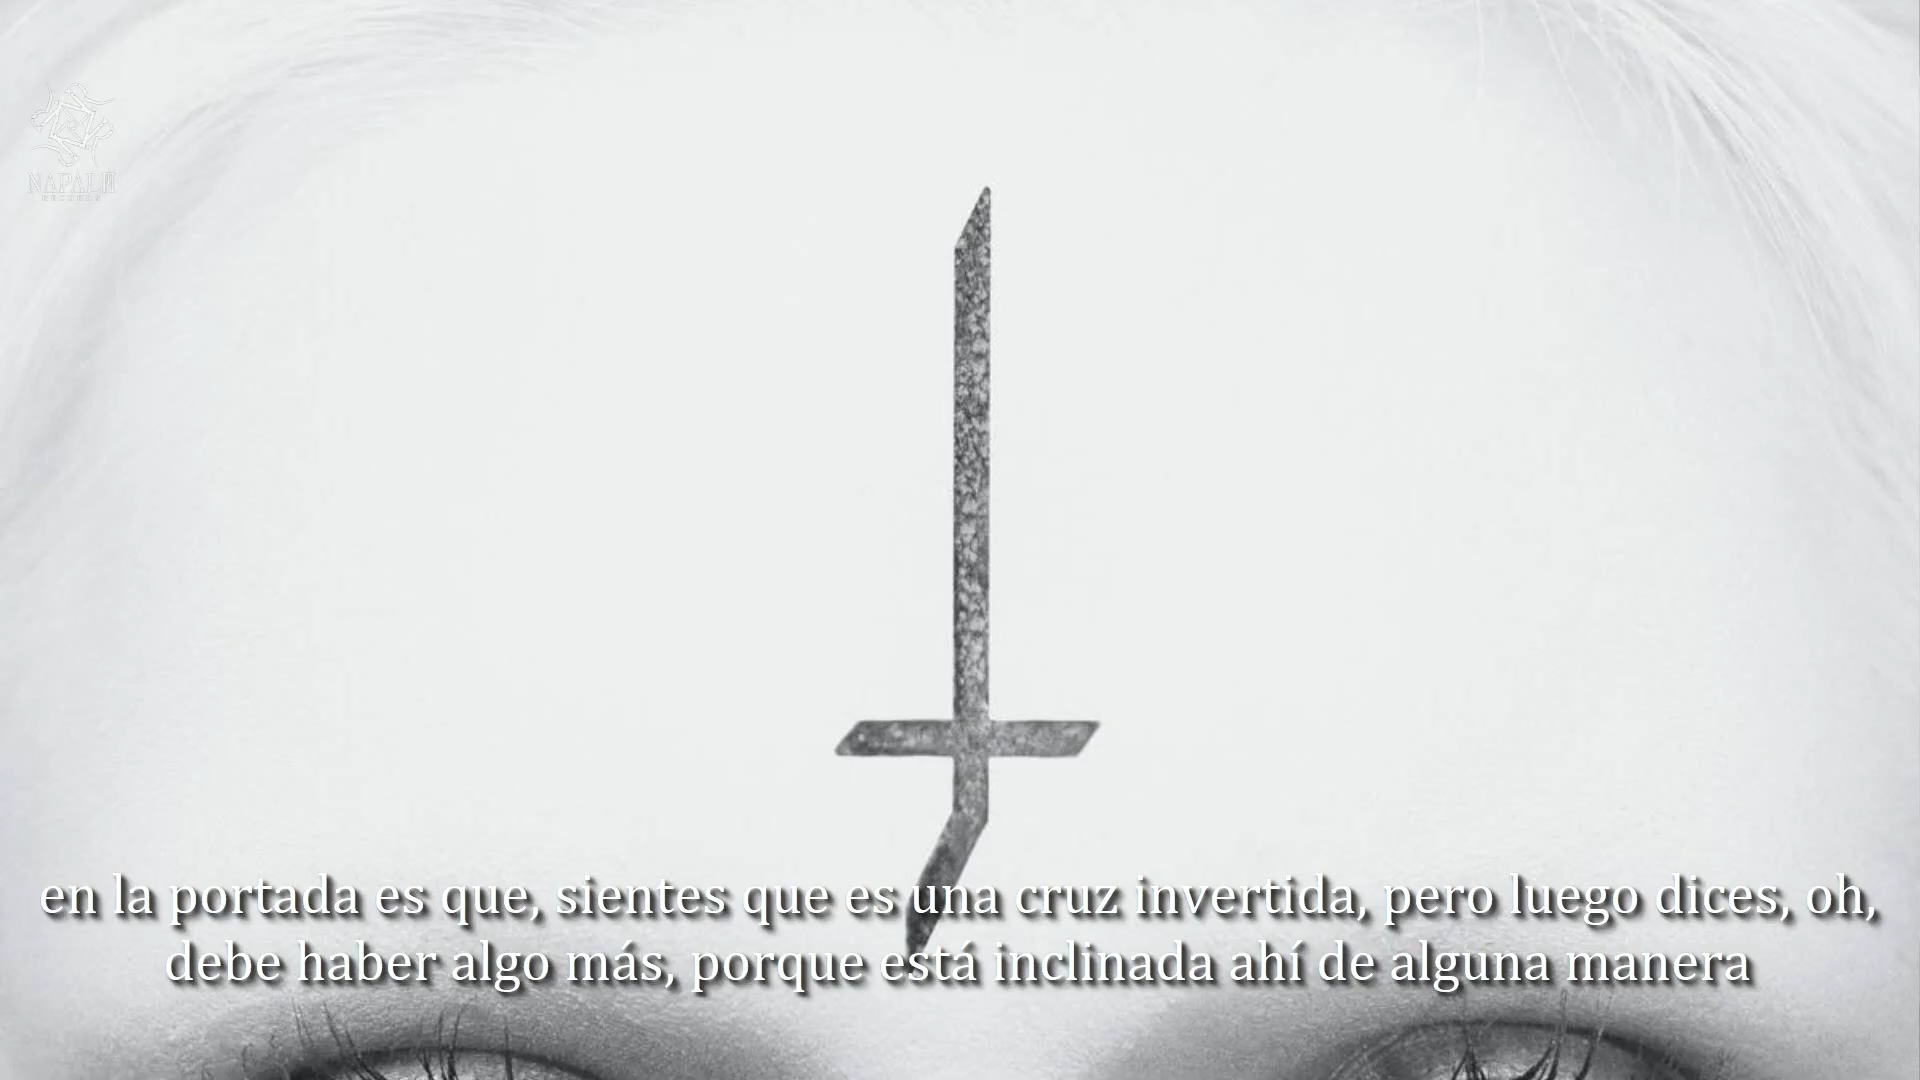 NAPALM
RECORDS
en la portada es que, sientes que es una cruz invertida, pero luego dices, oh,
debe haber algo más, porque está inclinada ahí de alguna manera